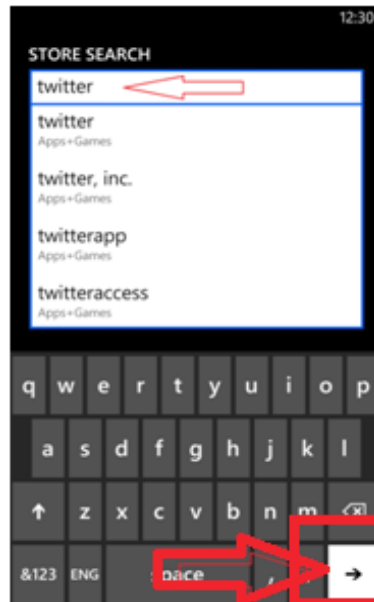 12:30
STORE SEARCH
twitter
twitter
Apps+Games
twitter, inc.
Apps+Games
twitterapp
Apps+Games
twitteraccess
Apps+Games
q w e r t y u i o p
a s d f g h j k l
z x c v b n m
&123 ENG space ,